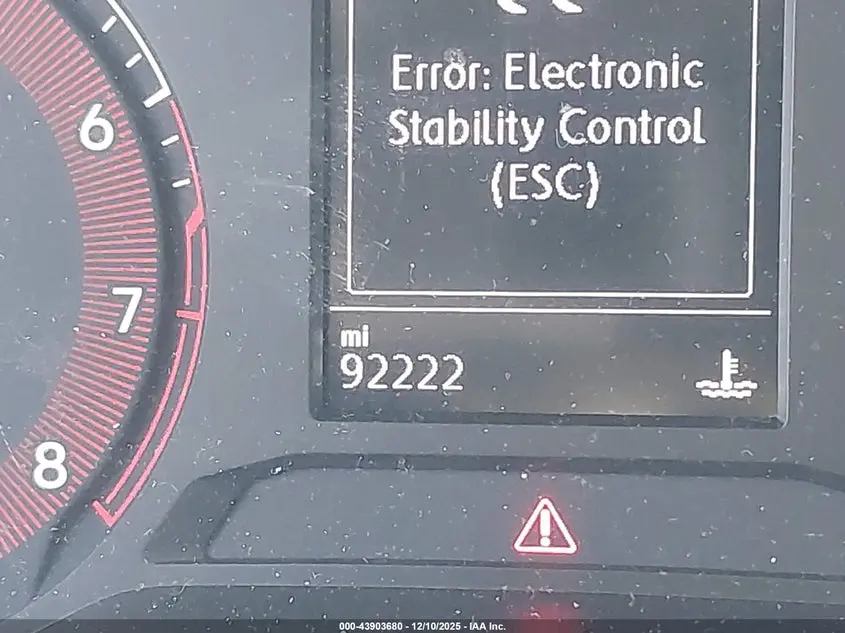 6
7
8
Error: Electronic
Stability Control
(ESC)
mi
92222
000-43903680 - 12/10/2025 - IAA Inc.